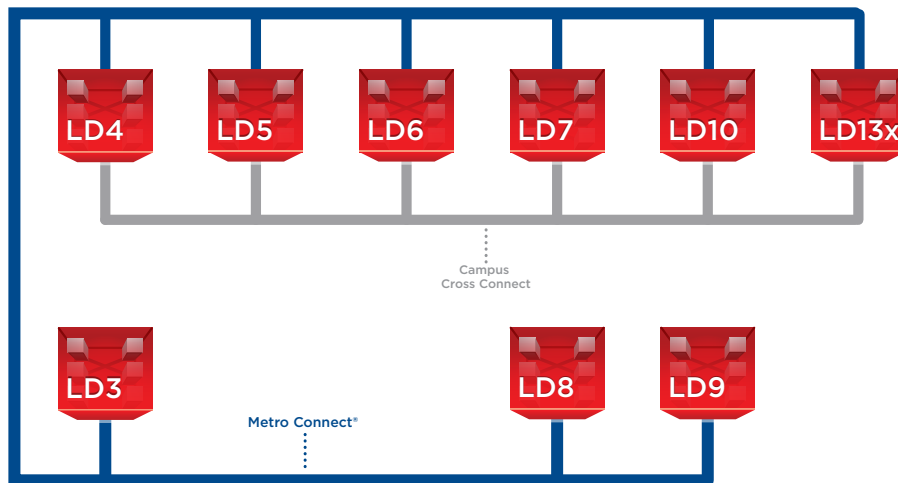 LD4
LD5
LD6
LD7
LD10
LD13x
Campus
Cross Connect
LD3
LD8
LD9
Metro Connect®